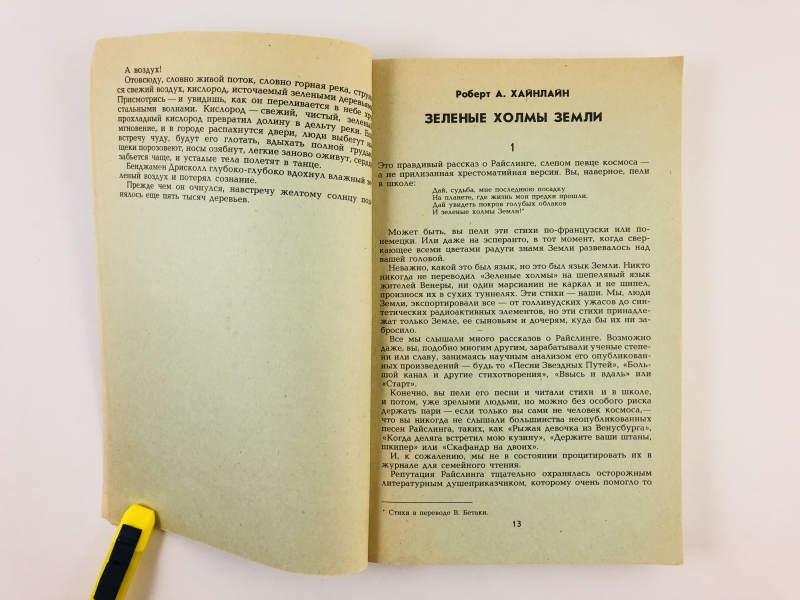 А воздух!
Отовсюду, словно живой поток, словно горная река, струи
ся свежий воздух, кислород, источаемый зелеными деревьями
Присмотрись — и увидишь, как он переливается в небе хру
стальными волнами. Кислород — свежий, чистый, зелены
прохладный кислород превратил долину в дельту реки. Еще
мгновение, и в городе распахнутся двери, люди выбегут на
встречу чуду, будут его глотать, вдыхать полной грудью
щеки порозовеют, носы озябнут, легкие заново оживут, сердц
забьется чаще, и усталые тела полетят в танце.
Бенджамен Дрисколл глубоко-глубоко вдохнул влажный зе
леный воздух и потерял сознание.
Прежде чем он очнулся, навстречу желтому солнцу под
нялось еще пять тысяч деревьев.
Роберт А. ХАЙНЛАЙН
ЗЕЛЕНЫЕ ХОЛМЫ ЗЕМЛИ
1
Это правдивый рассказ о Райслинге, слепом певце космоса —
а не прилизанная хрестоматийная версия. Вы, наверное, пели
в школе:
Дай, судьба, мне последнюю посадку
На планете, где жизнь мои предки прошли.
Дай увидеть покров голубых облаков
И зеленые холмы Земли!*
Может быть, вы пели эти стихи по-французски или по-
немецки. Или даже на эсперанто, в тот момент, когда свер-
кающее всеми цветами радуги знамя Земли развевалось над
вашей головой.
Неважно, какой это был язык, но это был язык Земли. Никто
никогда не переводил «Зеленые холмы» на шепелявый язык
жителей Венеры, ни один марсианин не каркал и не шипел,
произнося их в сухих туннелях. Эти стихи — наши. Мы, люди
Земли, экспортировали все — от голливудских ужасов до син-
тетических радиоактивных элементов, но эти стихи принадле-
жат только Земле, ее сыновьям и дочерям, куда бы их ни за-
бросило.
Все мы слышали много рассказов о Райслинге. Возможно
даже, вы, подобно многим другим, зарабатывали ученые степе-
ни или славу, занимаясь научным анализом его опубликован-
ных произведений — будь то «Песни Звездных Путей», «Боль-
шой канал и другие стихотворения», «Ввысь и вдаль» или
«Старт».
Конечно, вы пели его песни и читали стихи и в школе,
и потом, уже зрелыми людьми, но можно без особого риска
держать пари — если только вы сами не человек космоса,—
что вы никогда не слышали большинства неопубликованных
песен Райслинга, таких, как «Рыжая девочка из Венусбурга»,
«Когда деляга встретил мою кузину», «Держите ваши штаны,
шкипер» или «Скафандр на двоих».
И, к сожалению, мы не в состоянии процитировать их в
журнале для семейного чтения.
Репутация Райслинга тщательно охранялась осторожным
литературным душеприказчиком, которому очень помогло то
* Стихи в переводе В. Бетаки.
13